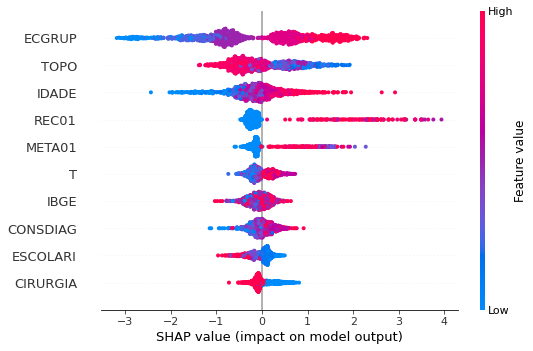 High
ECGRUP
TOPO
IDADE
REC01
META01
T
IBGE
CONSDIAG
ESCOLARI
CIRURGIA
Feature value
Low
−3 −2 −1 0 1 2 3 4
SHAP value (impact on model output)